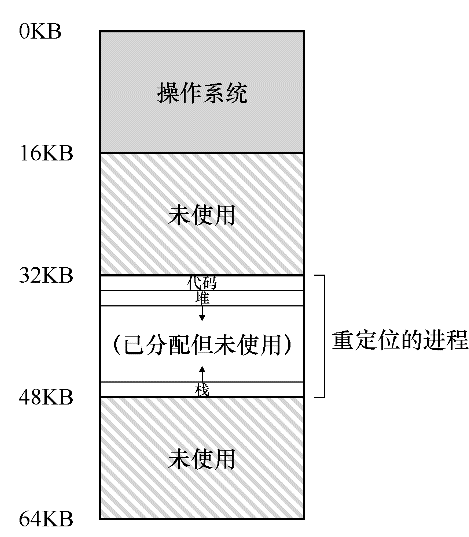 0KB
操作系统
16KB
未使用
32KB
代码
堆
(已分配但未使用)
重定位的进程
栈
48KB
未使用
64KB